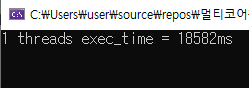 C:\Users\user\source\repos\멀티코어
1 threads exec_time = 18582ms